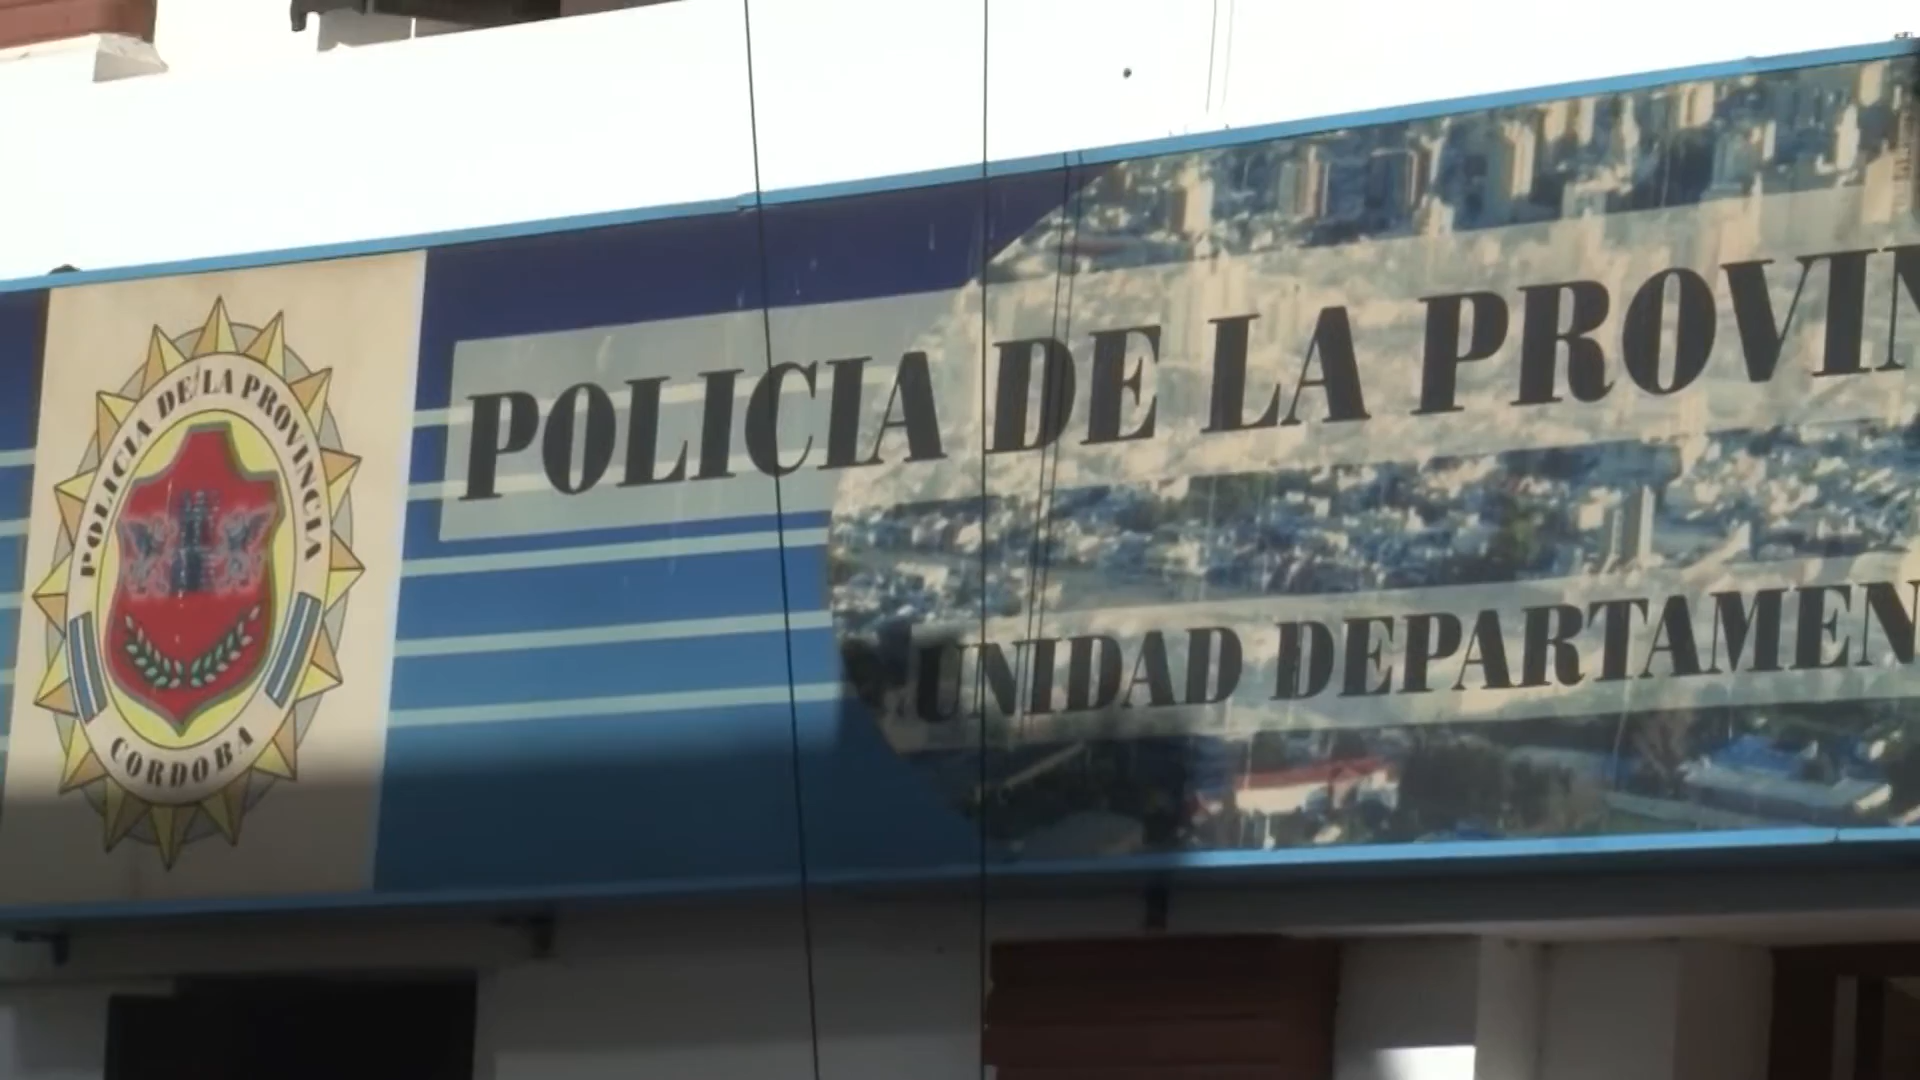 POLICIA DE LA PROVINCIA
CORDOBA
POLICIA DE LA PROVIN
UNIDAD DEPARTAMEN